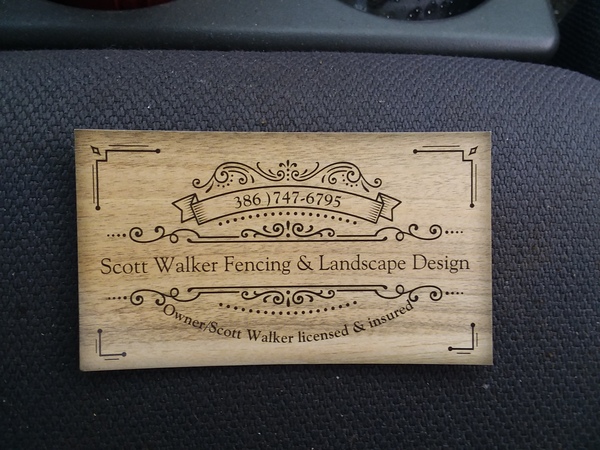 386 )747-6795
Scott Walker Fencing & Landscape Design
Owner/Scott Walker licensed & insured